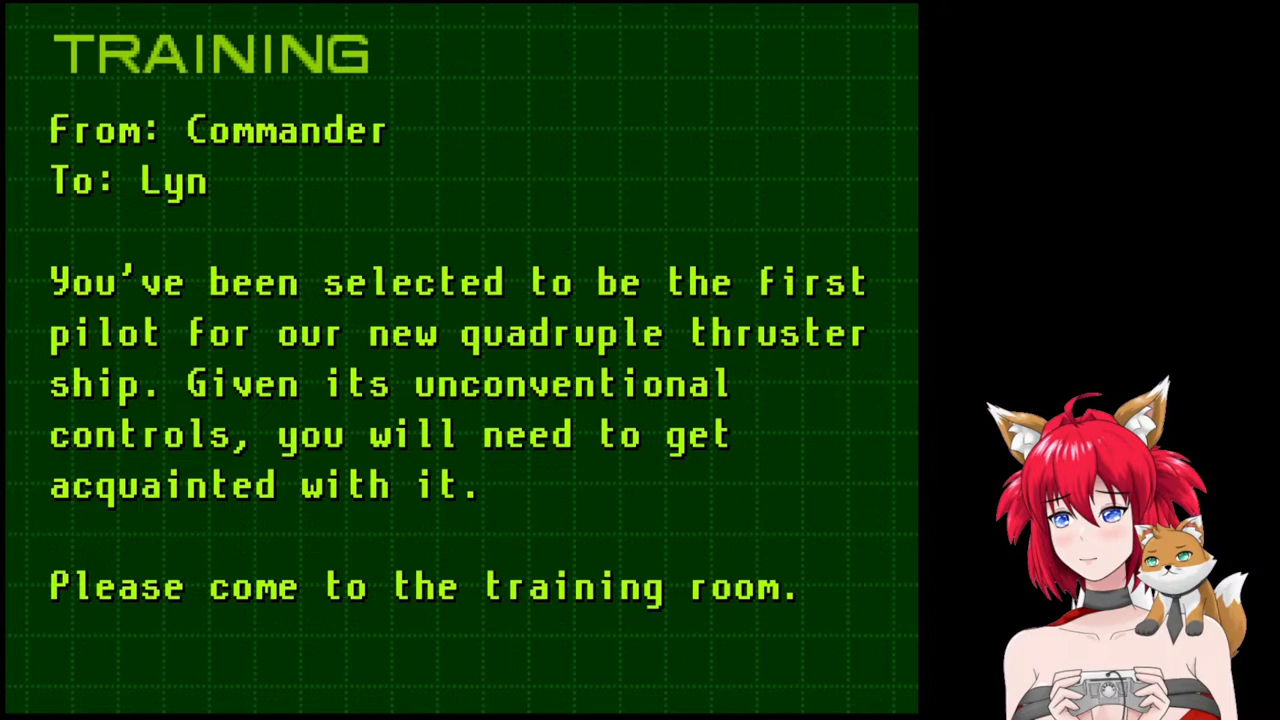 TRAINING
From: Commander
To: Lyn
You've been selected to be the first
pilot for our new quadruple thruster
ship. Given its unconventional
controls, you will need to get
acquainted with it.
Please come to the training room.